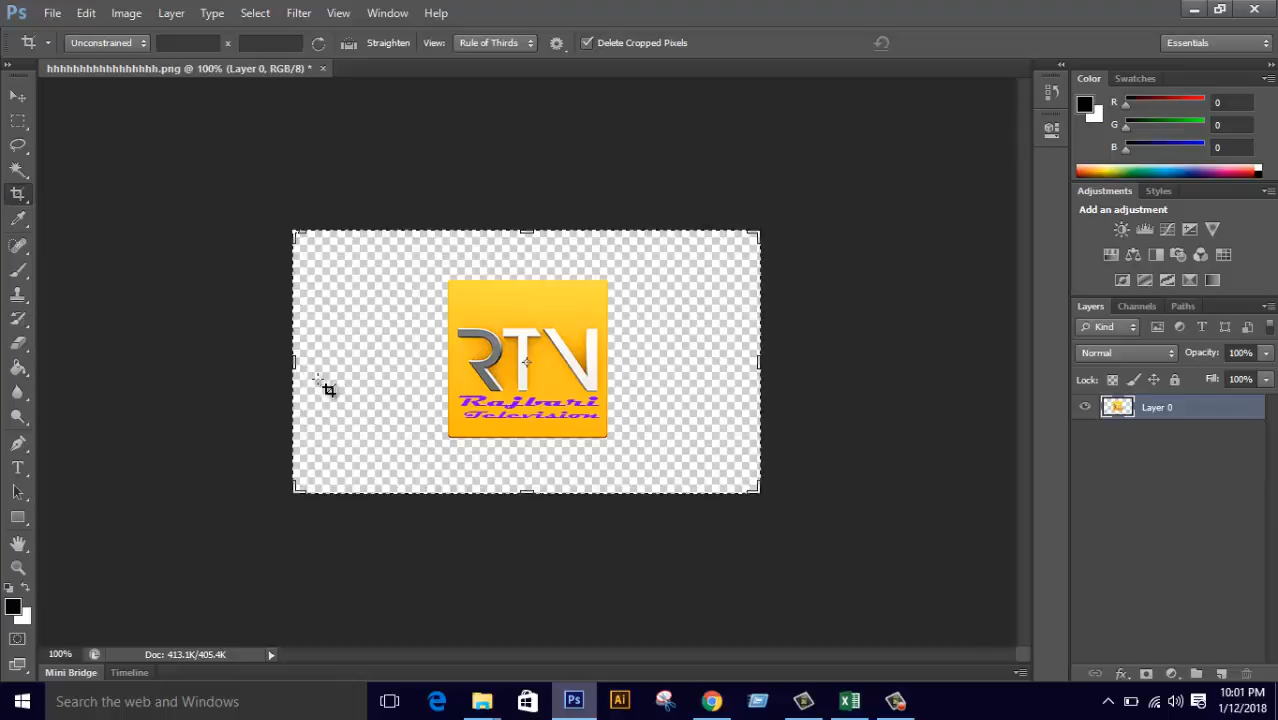 Ps File Edit Image Layer Type Select Filter View Window Help
Unconstrained x Straighten View: Rule of Thirds Delete Cropped Pixels Essentials
hhhhhhhhhhhhhhhhh.png @ 100% (Layer 0, RGB/8) * ×
Color Swatches
R 0
G 0
B 0
Adjustments Styles
Add an adjustment
Layers Channels Paths
Kind
Normal Opacity: 100%
Lock: Fill: 100%
Layer 0
RTV
Rajbari
Television
100% Doc: 413.1K/405.4K
Mini Bridge Timeline
Search the web and Windows Ps Ai 10:01 PM
1/12/2018